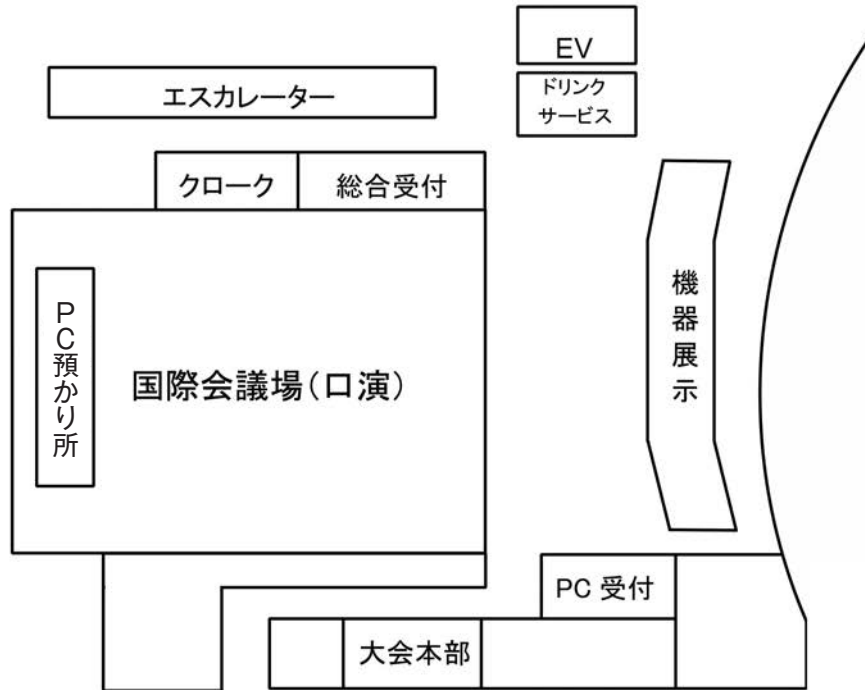 EV
ドリンク
サービス
エスカレーター
クローク
総合受付
機器展示
PC預かり所
国際会議場(口演)
PC 受付
大会本部